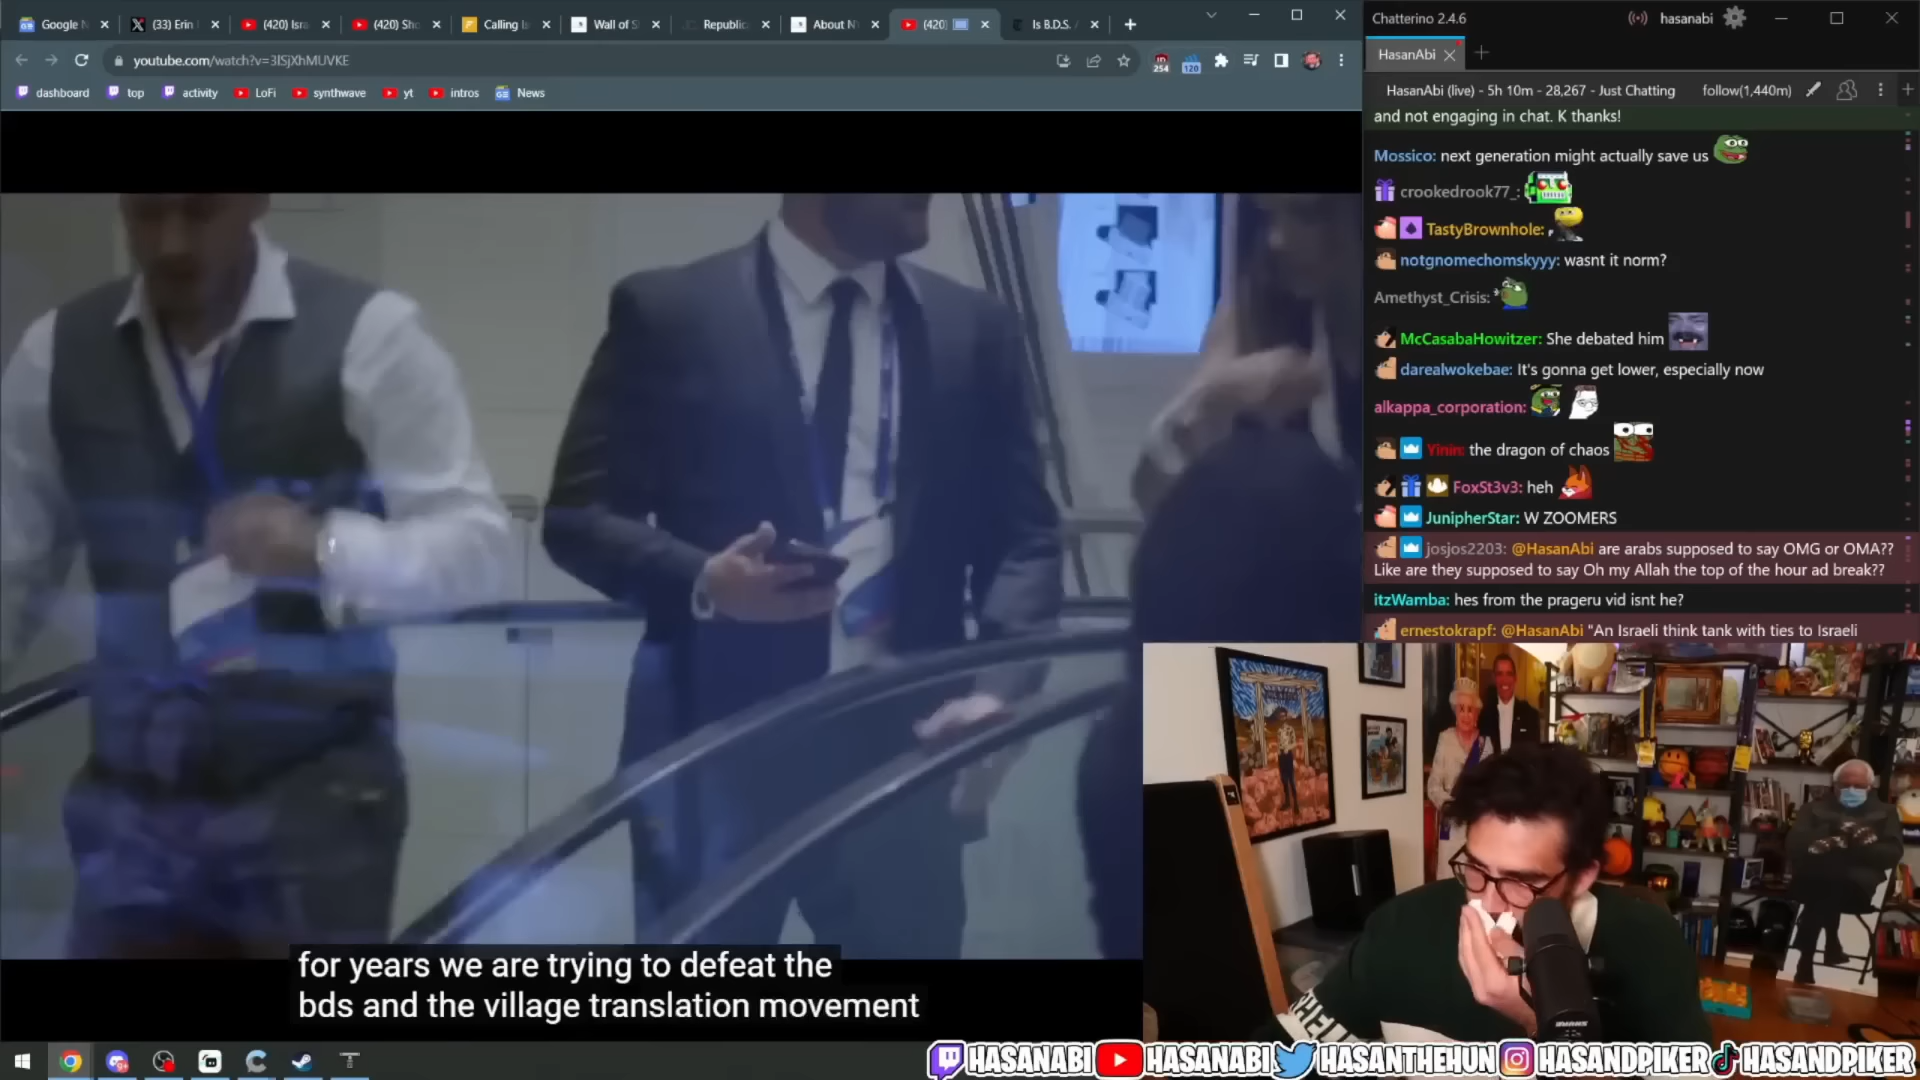 Google N
(33) Erin
(420) Isra
(420) Sho
Calling Is
Wall of S
Republic
About N
(420)
Is B.D.S.
youtube.com/watch?v=3lSjXhMUVKE
254
120
dashboard
top
activity
LoFi
synthwave
yt
intros
News
for years we are trying to defeat the
bds and the village translation movement
Chatterino 2.4.6
hasanabi
HasanAbi
HasanAbi (live) - 5h 10m - 28,267 - Just Chatting
follow(1,440m)
and not engaging in chat. K thanks!
Mossico: next generation might actually save us
crookedrook77_:
TastyBrownhole:
notgnomechomskyyy: wasnt it norm?
Amethyst_Crisis:
McCasabaHowitzer: She debated him
darealwokebae: It's gonna get lower, especially now
alkappa_corporation:
Yinin: the dragon of chaos
FoxSt3v3: heh
JunipherStar: W ZOOMERS
josjos2203: @HasanAbi are arabs supposed to say OMG or OMA??
Like are they supposed to say Oh my Allah the top of the hour ad break??
itzWamba: hes from the prageru vid isnt he?
ernestokrapf: @HasanAbi "An Israeli think tank with ties to Israeli
HASANABI
HASANABI
HASANTHEHUN
HASANDPIKER
HASANDPIKER